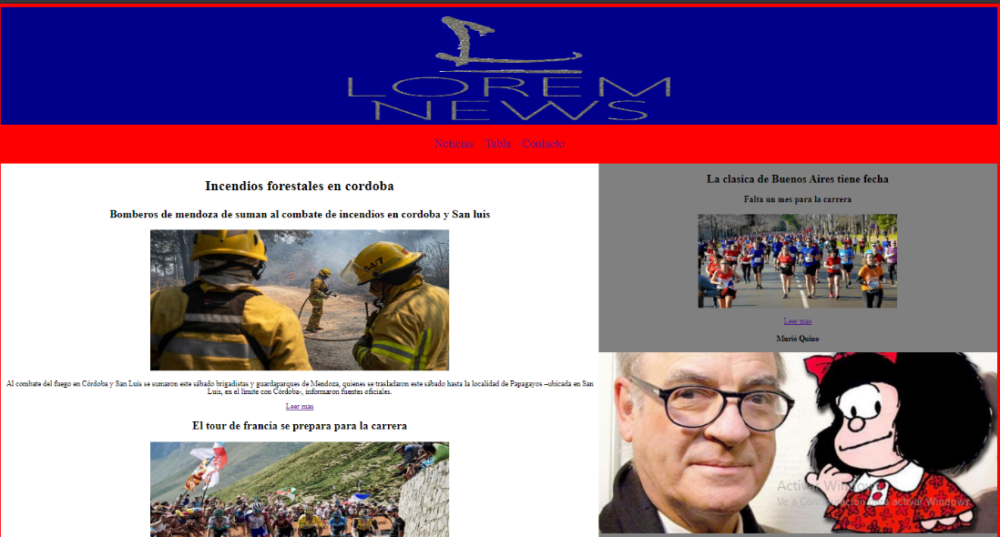 LOREM
NEWS
Noticias Tabla Contacto
Incendios forestales en cordoba
Bomberos de mendoza de suman al combate de incendios en cordoba y San luis
54/7
Al combate del fuego en Córdoba y San Luis se sumaron este sábado brigadistas y guardaparques de Mendoza, quienes se trasladaron este sábado hasta la localidad de Papagayos –ubicada en San
Luis, en el límite con Córdoba-, informaron fuentes oficiales.
Leer mas
El tour de francia se prepara para la carrera
La clasica de Buenos Aires tiene fecha
Falta un mes para la carrera
Leer mas
Murió Quino
Activar Windows
Ve a Configuración para activar Windows.